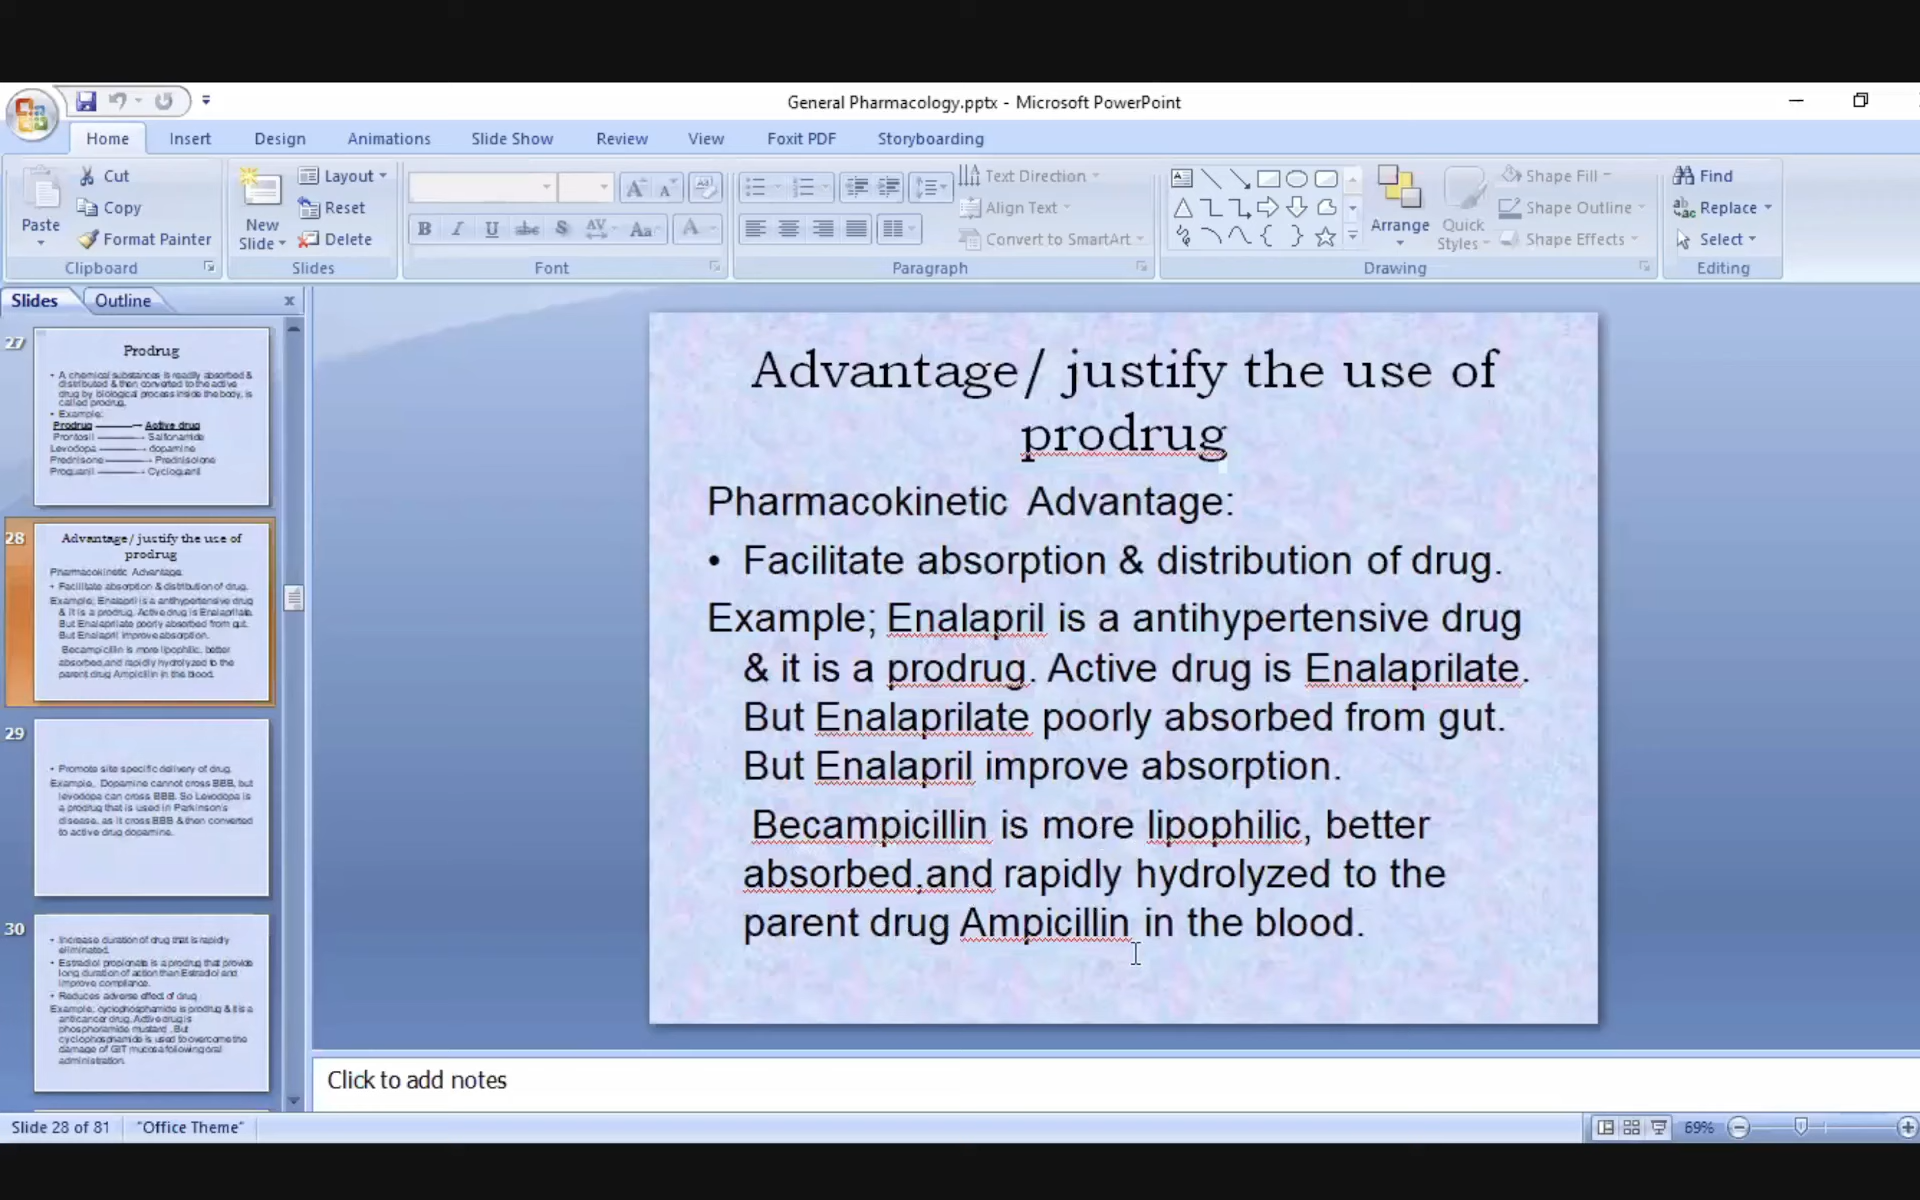 General Pharmacology.pptx - Microsoft PowerPoint
Home Insert Design Animations Slide Show Review View Foxit PDF Storyboarding
Paste
Cut
Copy
Format Painter
Clipboard
New Slide
Layout
Reset
Delete
Slides
Font
Text Direction
Align Text
Convert to SmartArt
Paragraph
Arrange
Quick Styles
Shape Fill
Shape Outline
Shape Effects
Drawing
Find
Replace
Select
Editing
Slides Outline
27
Prodrug
• A chemical substances is readily absorbed &
distributed & then converted to the active
drug by biological process inside the body, is
called prodrug.
• Example:
Prodrug Active drug
Prontosil Salfonamide
Levodopa dopamine
Prednisone Prednisolone
Proguanil Cycloguanil
28
Advantage/ justify the use of
prodrug
Pharmacokinetic Advantage:
• Facilitate absorption & distribution of drug.
Example; Enalapril is a antihypertensive drug
& it is a prodrug. Active drug is Enalaprilate.
But Enalaprilate poorly absorbed from gut.
But Enalapril improve absorption.
Becampicillin is more lipophilic, better
absorbed,and rapidly hydrolyzed to the
parent drug Ampicillin in the blood.
29
• Promote site specific delivery of drug.
Example, Dopamine cannot cross BBB, but
levodopa can cross BBB. So Levodopa is
a prodrug that is used in Parkinson's
disease, as it cross BBB & then converted
to active drug dopamine.
30
• Increase duration of drug that is rapidly
eliminated.
• Estradiol propionate is a prodrug that provide
long duration of action than Estradiol and
improve compliance.
• Reduces adverse effect of drug
Example: cyclophosphamide is prodrug & it is a
anticancer drug. Active drug is
phosphoramide mustard. But
cyclophosphamide is used to overcome the
damage of GIT mucosa following oral
administration.
Advantage/ justify the use of
prodrug
Pharmacokinetic Advantage:
• Facilitate absorption & distribution of drug.
Example; Enalapril is a antihypertensive drug
& it is a prodrug. Active drug is Enalaprilate.
But Enalaprilate poorly absorbed from gut.
But Enalapril improve absorption.
Becampicillin is more lipophilic, better
absorbed,and rapidly hydrolyzed to the
parent drug Ampicillin in the blood.
Click to add notes
Slide 28 of 81 "Office Theme" 69%